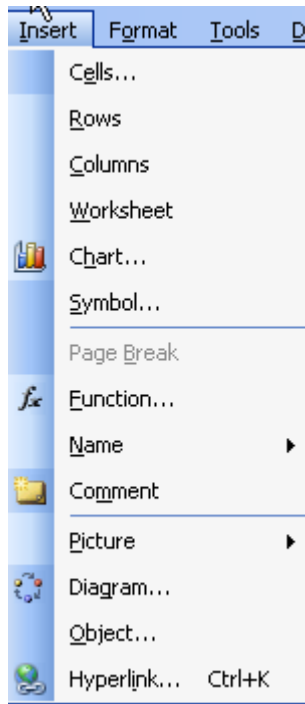 Insert Format Tools D
Cells...
Rows
Columns
Worksheet
Chart...
Symbol...
Page Break
fx Function...
Name
Comment
Picture
Diagram...
Object...
Hyperlink... Ctrl+K